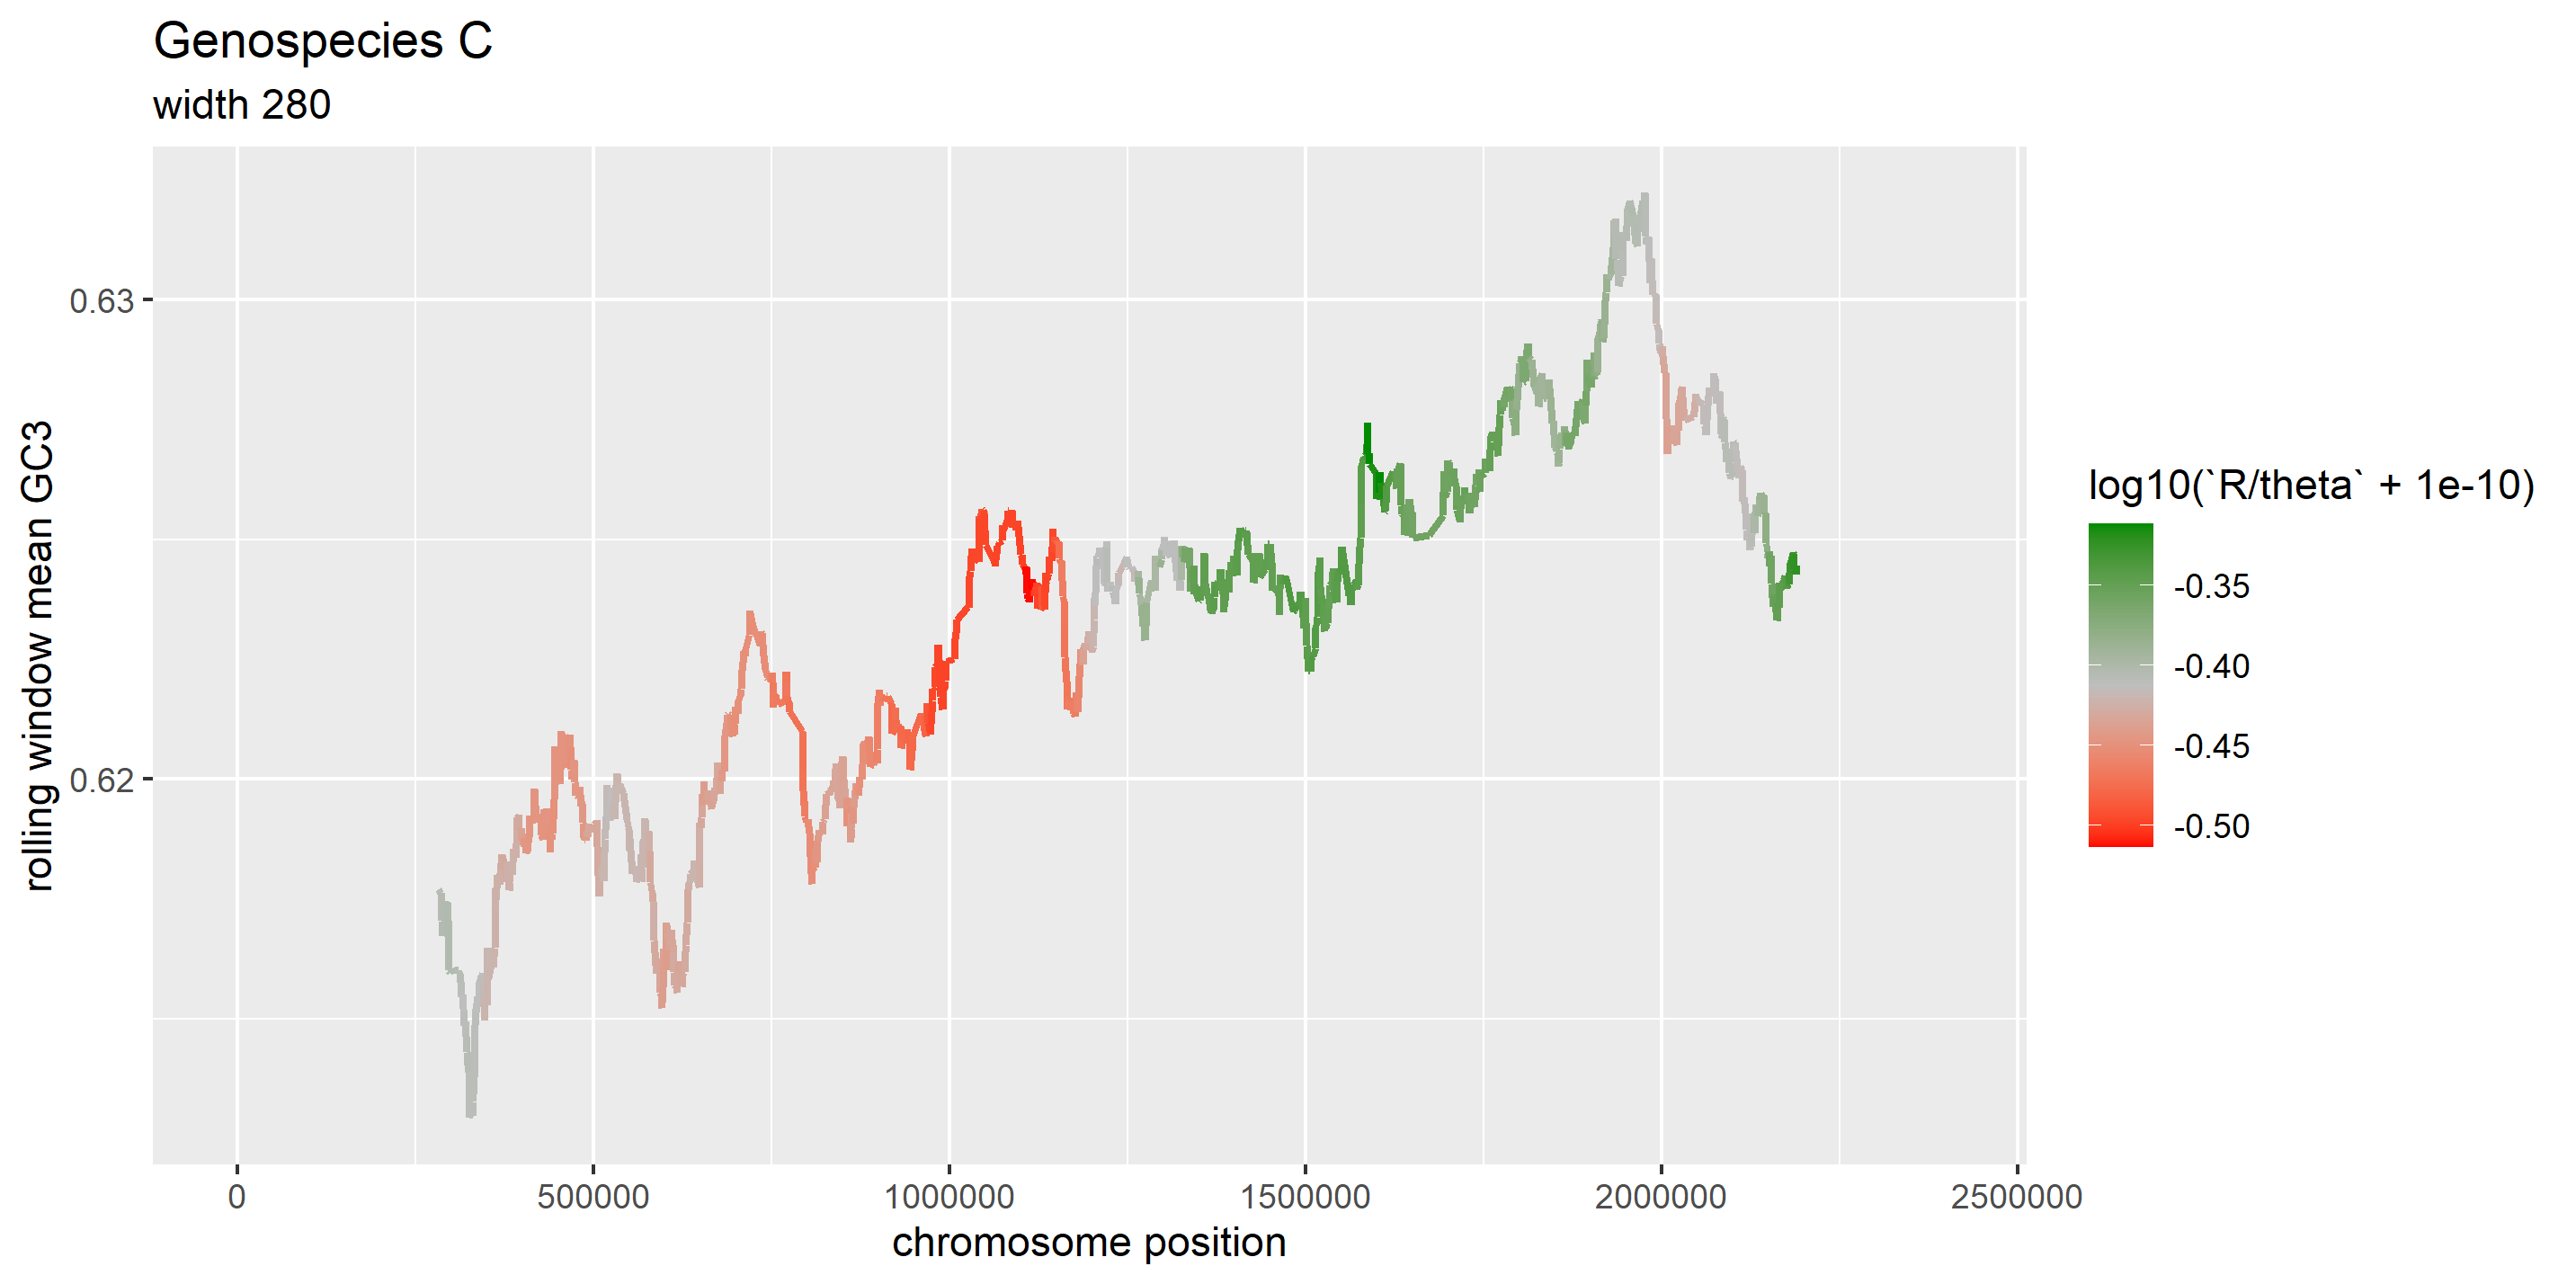 Genospecies C
width 280
rolling window mean GC3
0.63
0.62
0
500000
1000000
1500000
2000000
2500000
chromosome position
log10(`R/theta` + 1e-10)
-0.35
-0.40
-0.45
-0.50